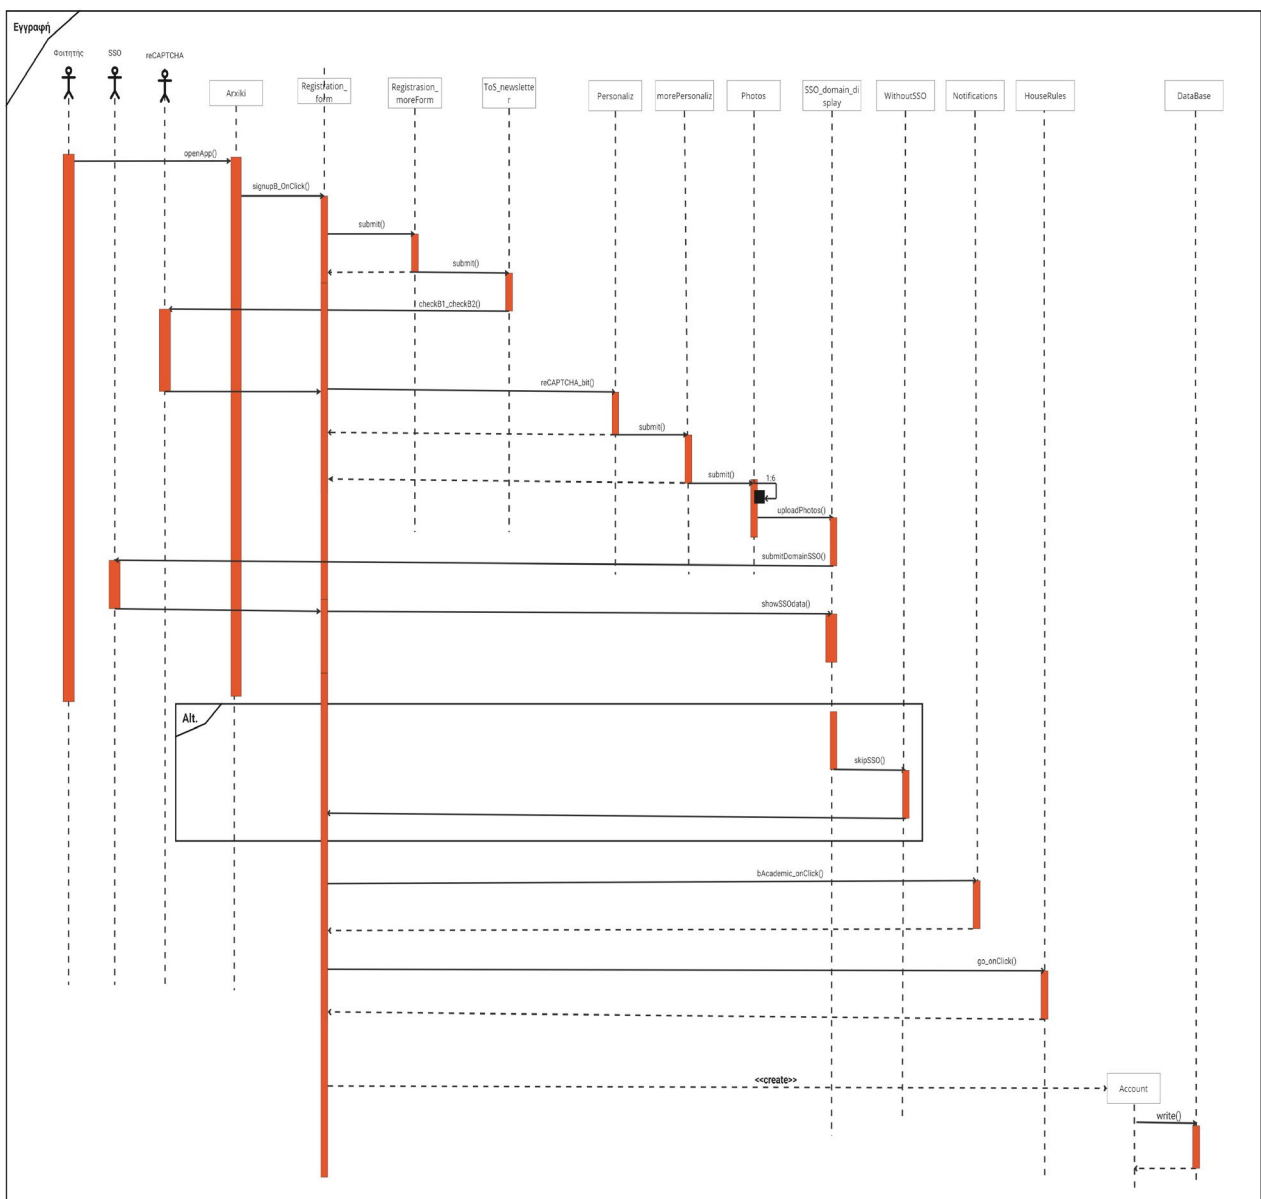 Εγγραφή
Φοιτητής
SSO
reCAPTCHA
Arxiki
Registration_
form
Registrasion_
moreForm
ToS_newslette
r
Personaliz
morePersonaliz
Photos
SSO_domain_di
splay
WithoutSSO
Notifications
HouseRules
DataBase
openApp()
signupB_OnClick()
submit()
submit()
checkB1_checkB2()
reCAPTCHA_bit()
submit()
submit()
1:6
uploadPhotos()
submitDomainSSO()
showSSOdata()
Alt.
skipSSO()
bAcademic_onClick()
go_onClick()
<<create>>
Account
write()